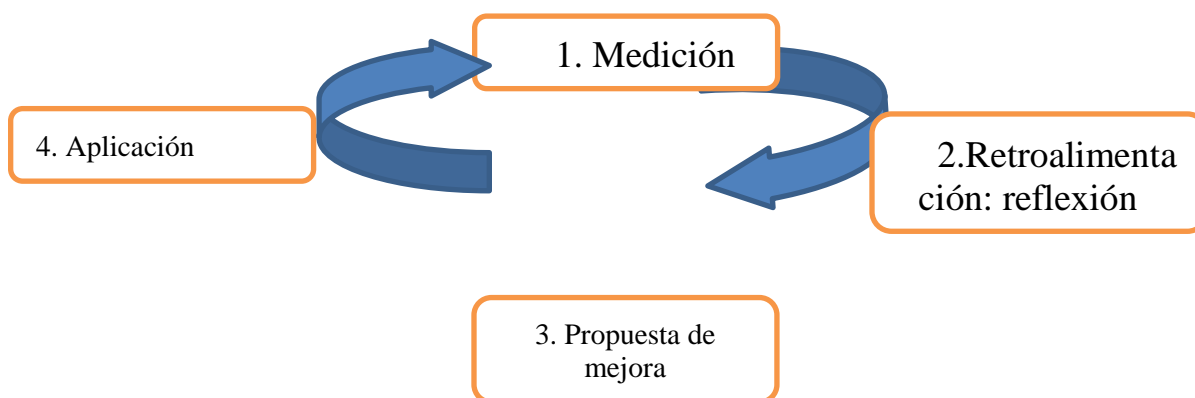 1. Medición
4. Aplicación
2.Retroalimenta
ción: reflexión
3. Propuesta de
mejora